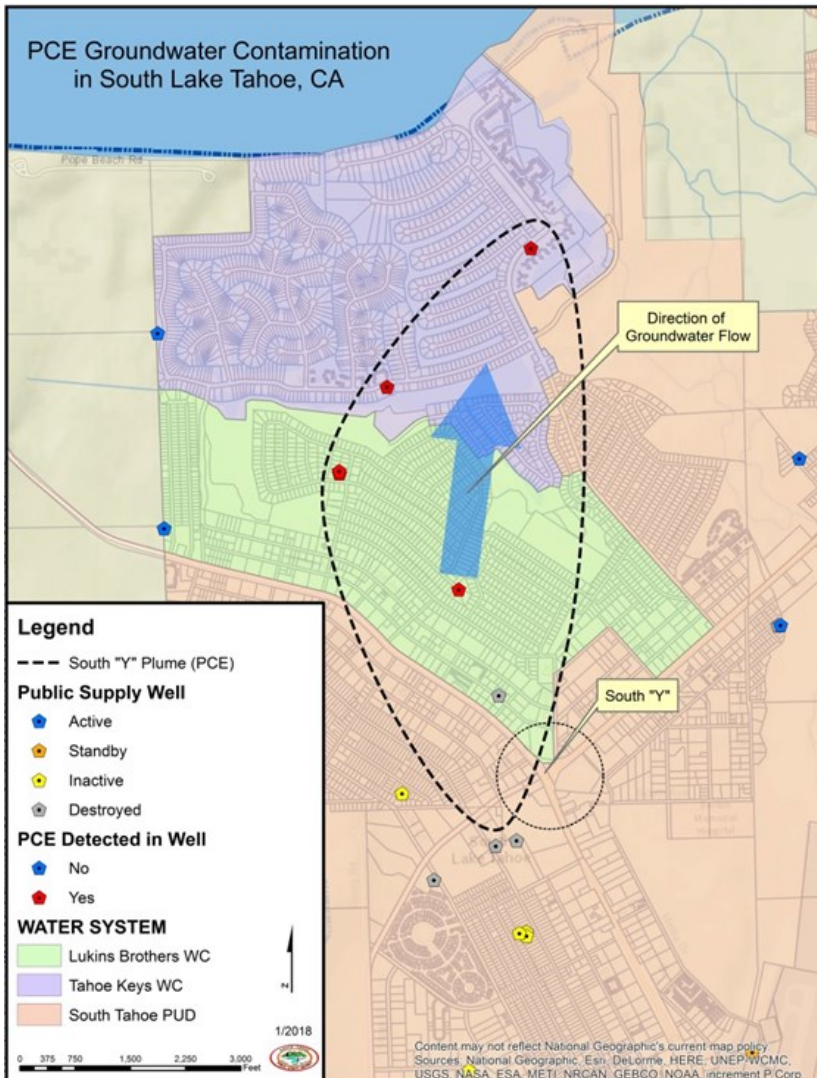 PCE Groundwater Contamination
in South Lake Tahoe, CA
Pope Beach Rd
Direction of
Groundwater Flow
South "Y"
Lake Tahoe
Legend
South "Y" Plume (PCE)
Public Supply Well
Active
Standby
Inactive
Destroyed
PCE Detected in Well
No
Yes
WATER SYSTEM
Lukins Brothers WC
Tahoe Keys WC
South Tahoe PUD
N
1/2018
0 375 750 1,500 2,250 3,000
Feet
Content may not reflect National Geographic's current map policy.
Sources: National Geographic, Esri, DeLorme, HERE, UNEP-WCMC,
USGS, NASA, ESA, METI, NRCAN, GEBCO, NOAA, increment P Corp.